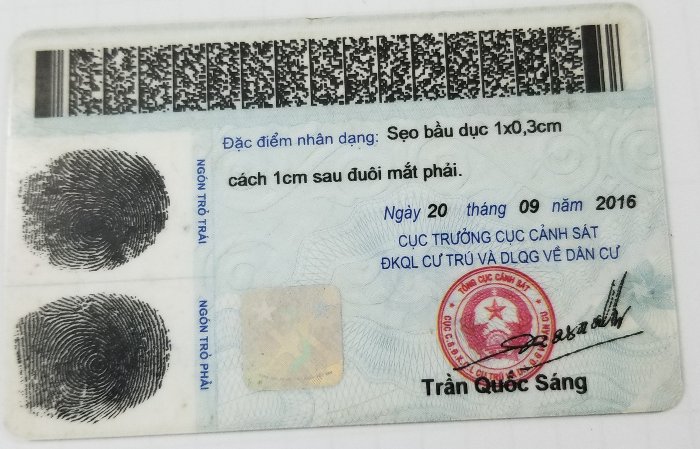 Đặc điểm nhân dạng: Sẹo bầu dục 1x0,3cm
cách 1cm sau đuôi mắt phải.
Ngày 20 tháng 09 năm 2016
CỤC TRƯỞNG CỤC CẢNH SÁT
ĐKQL CƯ TRÚ VÀ DLQG VỀ DÂN CƯ
NGÓN TRỎ TRÁI
NGÓN TRỎ PHẢI
TỔNG CỤC CẢNH SÁT
Trần Quốc Sáng